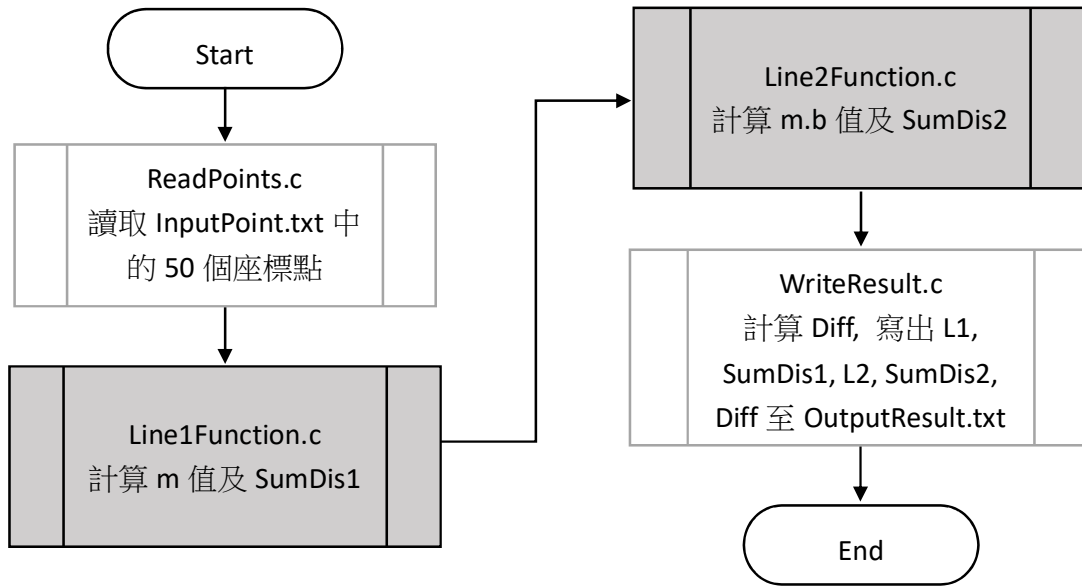 Start
ReadPoints.c
讀取 InputPoint.txt 中
的 50 個座標點
Line1Function.c
計算 m 值及 SumDis1
Line2Function.c
計算 m.b 值及 SumDis2
WriteResult.c
計算 Diff, 寫出 L1,
SumDis1, L2, SumDis2,
Diff 至 OutputResult.txt
End